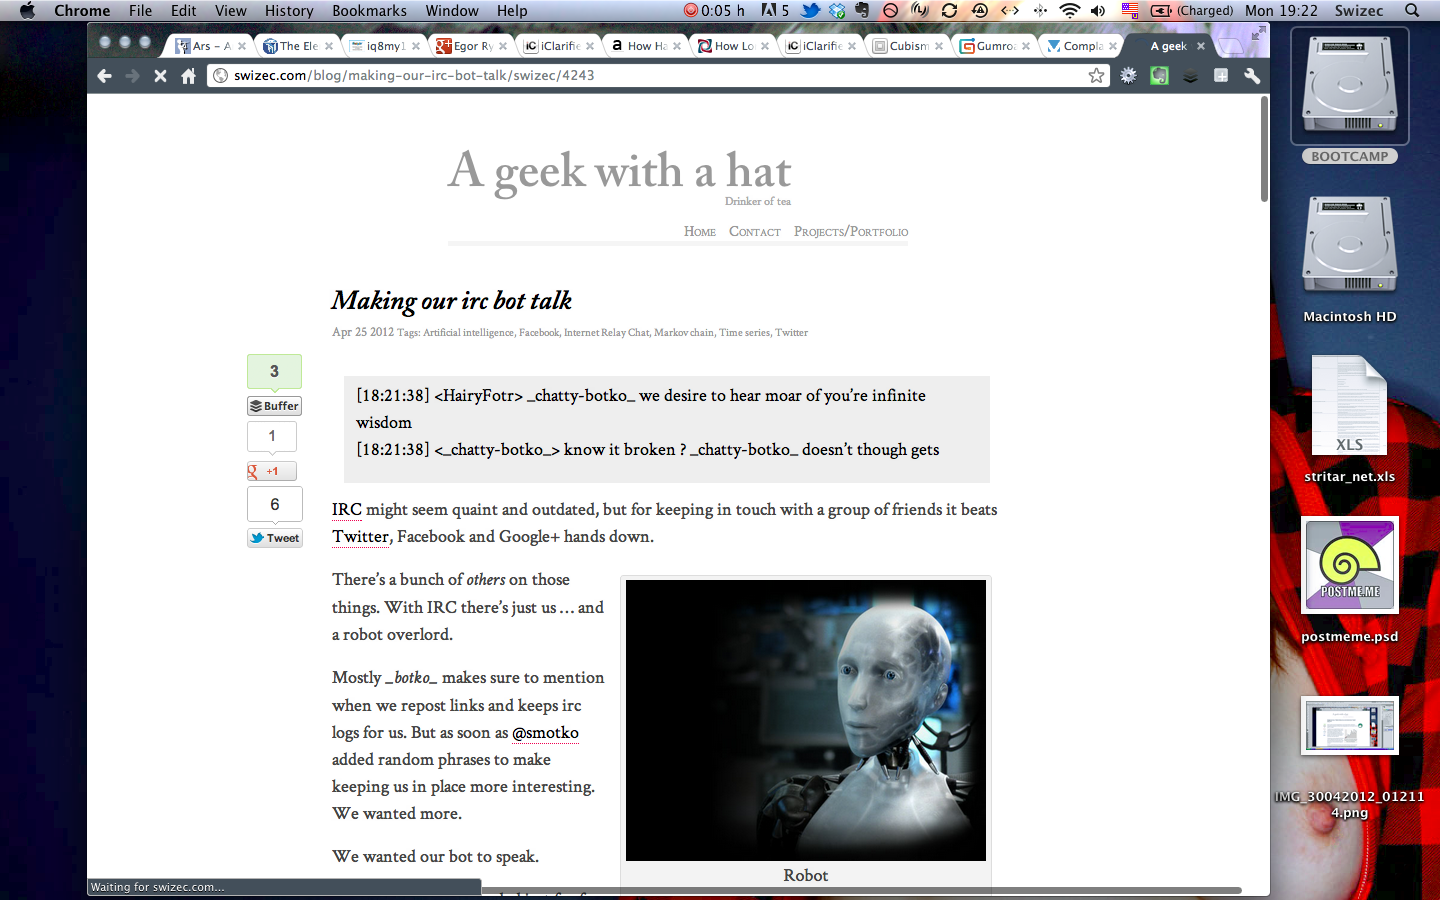 Chrome File Edit View History Bookmarks Window Help 0:05 h 5 (Charged) Mon 19:22 Swizec
Ars – A The Ele iq8my1 Egor Ry iClarifie How Ha How Lo iClarifie Cubism Gumroa Compla A geek
swizec.com/blog/making-our-irc-bot-talk/swizec/4243
A geek with a hat
Drinker of tea
Home Contact Projects/Portfolio
Making our irc bot talk
Apr 25 2012 Tags: Artificial intelligence, Facebook, Internet Relay Chat, Markov chain, Time series, Twitter
3
Buffer
1
+1
6
Tweet
[18:21:38] <HairyFotr> _chatty-botko_ we desire to hear moar of you’re infinite
wisdom
[18:21:38] <_chatty-botko_> know it broken ? _chatty-botko_ doesn’t though gets
IRC might seem quaint and outdated, but for keeping in touch with a group of friends it beats
Twitter, Facebook and Google+ hands down.
There’s a bunch of others on those
things. With IRC there’s just us … and
a robot overlord.
Mostly _botko_ makes sure to mention
when we repost links and keeps irc
logs for us. But as soon as @smotko
added random phrases to make
keeping us in place more interesting.
We wanted more.
We wanted our bot to speak.
Robot
Waiting for swizec.com...
BOOTCAMP
Macintosh HD
XLS
stritar_net.xls
POSTME.ME
postmeme.psd
IMG_30042012_01211
4.png